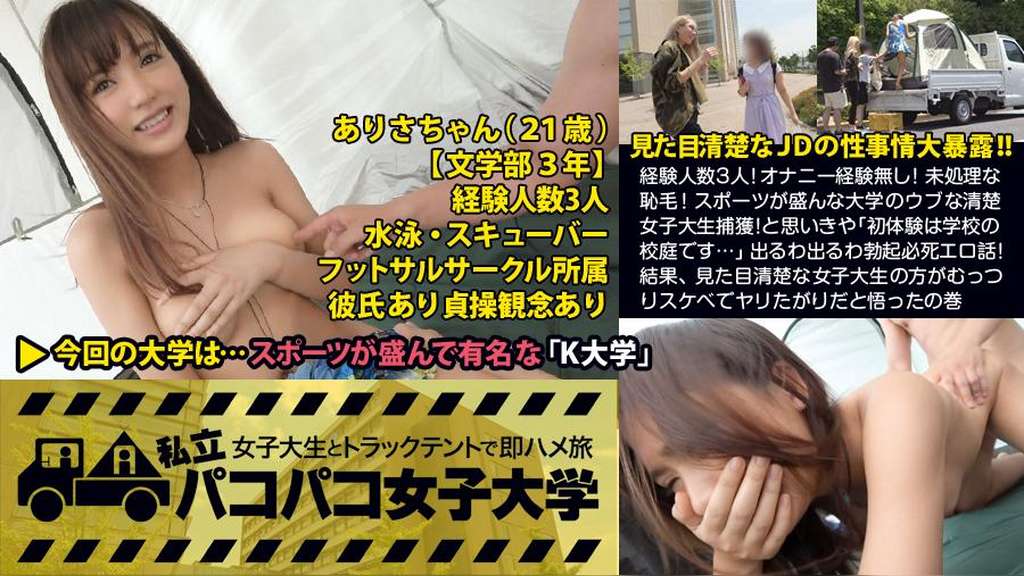 ありさちゃん(21歳)
【文学部3年】
経験人数3人
水泳・スキューバー
フットサルサークル所属
彼氏あり貞操観念あり
▶今回の大学は…スポーツが盛んで有名な「K大学」
私立
女子大生とトラックテントで即ハメ旅
パコパコ女子大学
見た目清楚なJDの性事情大暴露!!
経験人数3人!オナニー経験無し!未処理な
恥毛!スポーツが盛んな大学のウブな清楚
女子大生捕獲!と思いきや「初体験は学校の
校庭です…」出るわ出るわ勃起必死エロ話!
結果、見た目清楚な女子大生の方がむっつ
りスケベでヤリたがりだと悟ったの巻